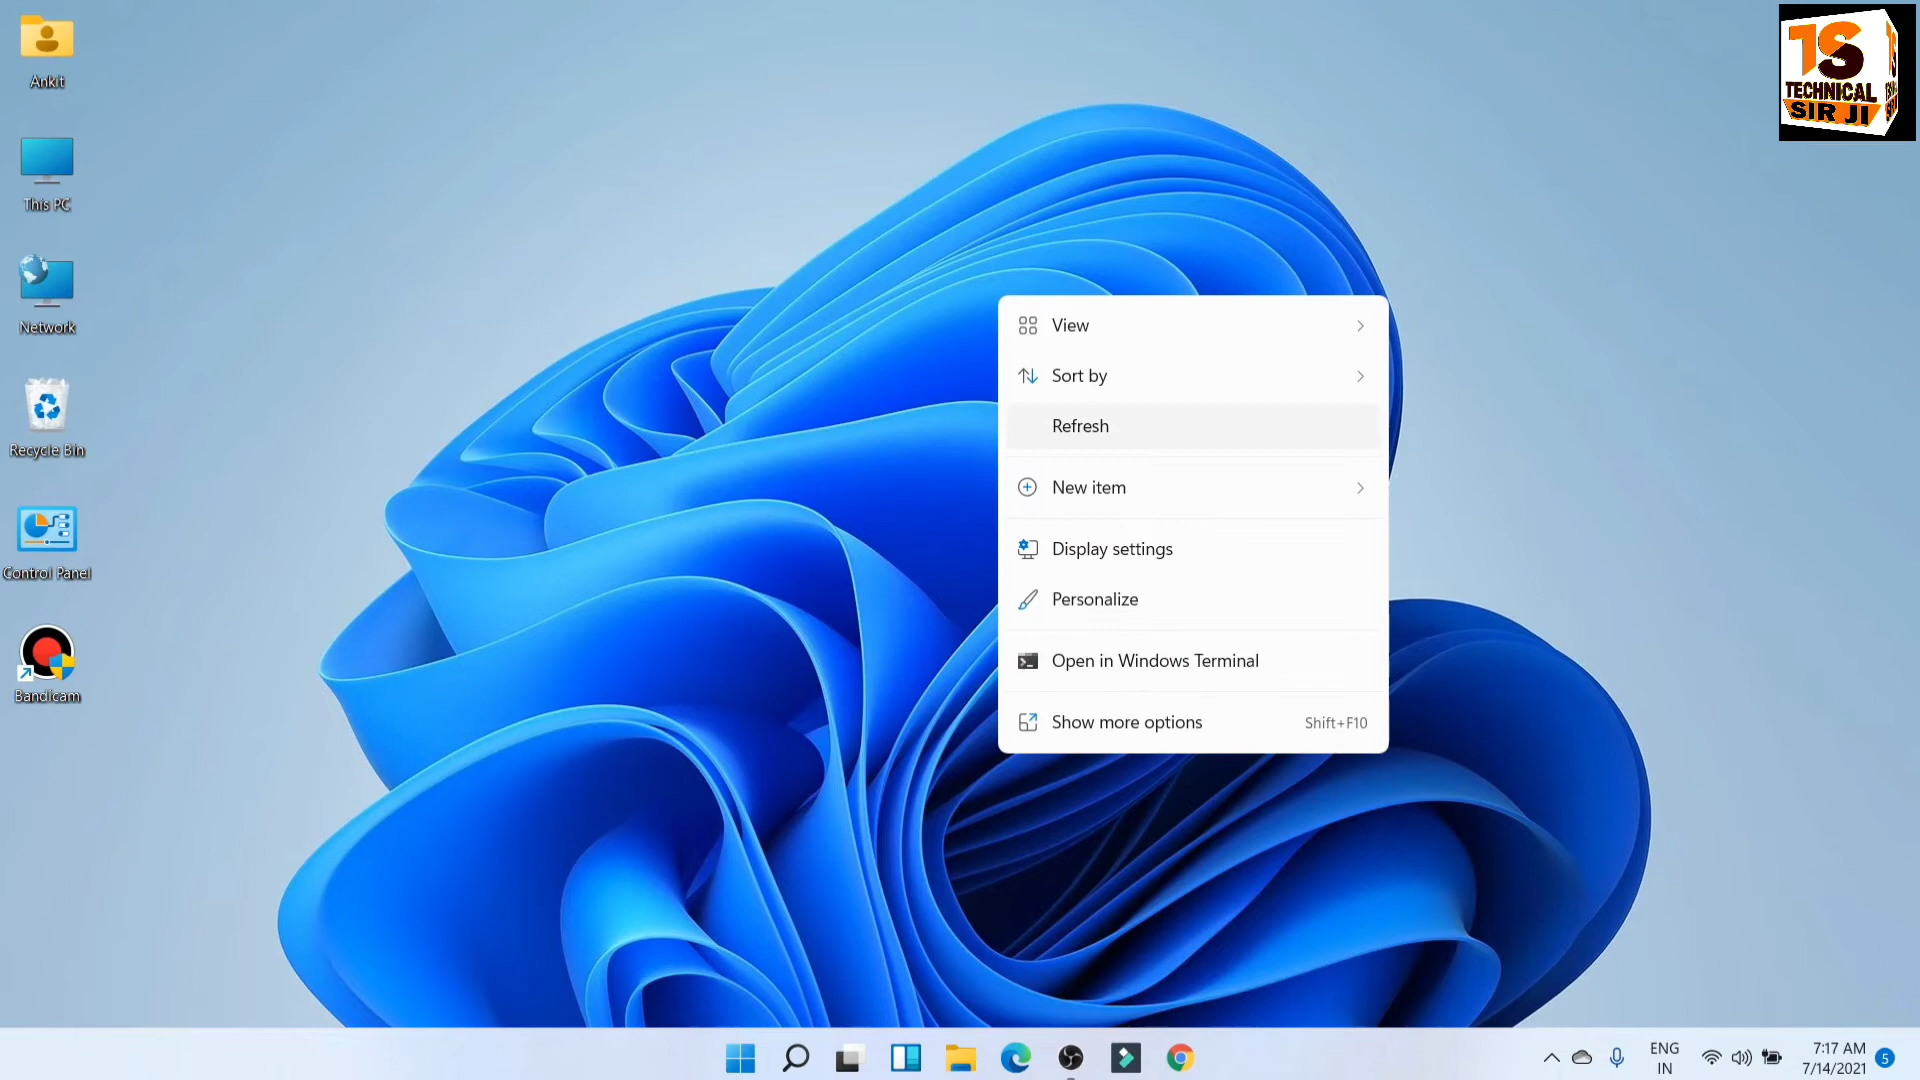 Ankit
This PC
Network
Recycle Bin
Control Panel
Bandicam
TS
TECHNICAL
SIR JI
View
Sort by
Refresh
New item
Display settings
Personalize
Open in Windows Terminal
Show more options Shift+F10
ENG
IN
7:17 AM
7/14/2021
5